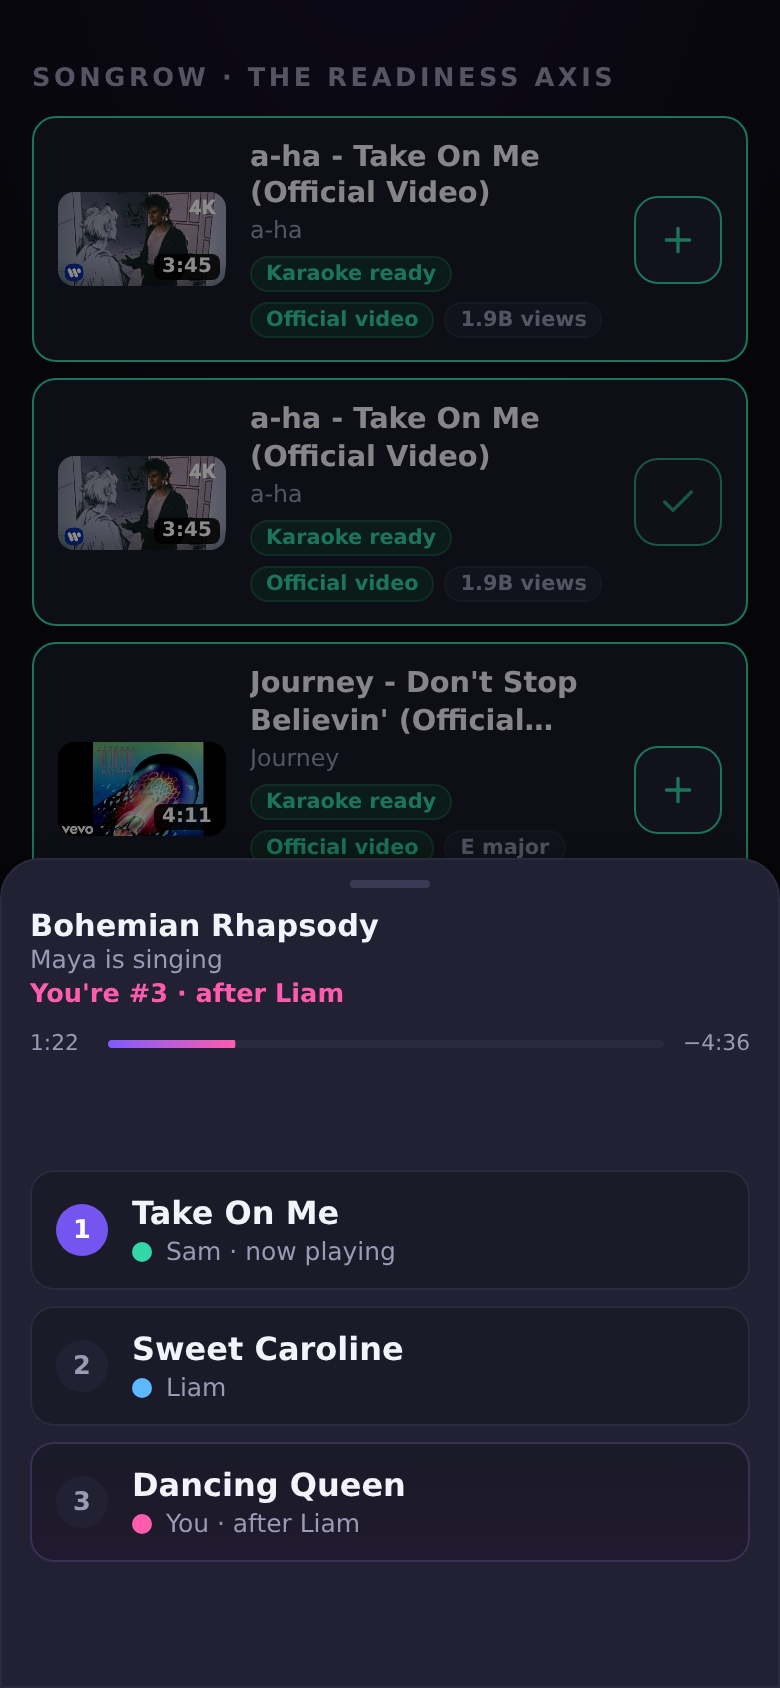 SONGROW · THE READINESS AXIS
a-ha - Take On Me
(Official Video)
a-ha
4K
3:45
Karaoke ready
Official video
1.9B views
a-ha - Take On Me
(Official Video)
a-ha
4K
3:45
Karaoke ready
Official video
1.9B views
Journey - Don't Stop
Believin' (Official...
Journey
vevo
4:11
Karaoke ready
Official video
E major
Bohemian Rhapsody
Maya is singing
You're #3 · after Liam
1:22
−4:36
1
Take On Me
Sam · now playing
2
Sweet Caroline
Liam
3
Dancing Queen
You · after Liam